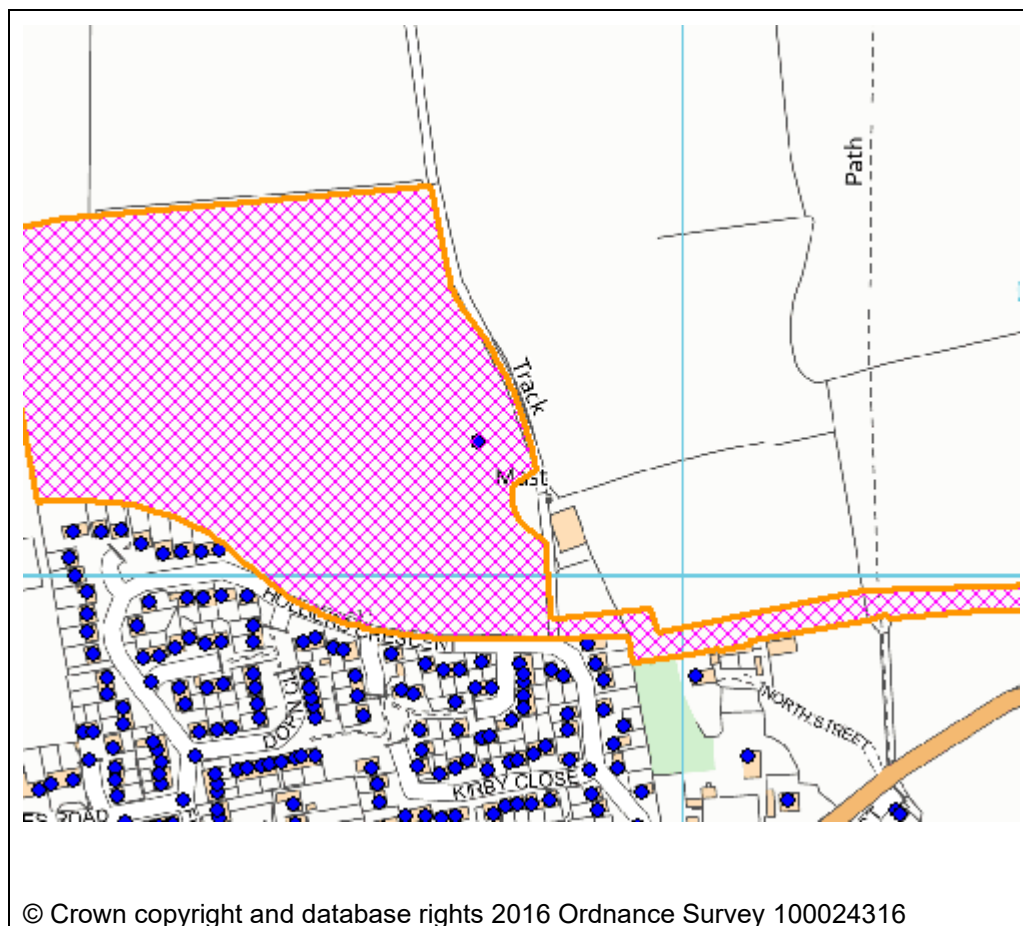 Path
Track
Mast
KIRBY CLOSE
NORTH STREET
ROAD
© Crown copyright and database rights 2016 Ordnance Survey 100024316